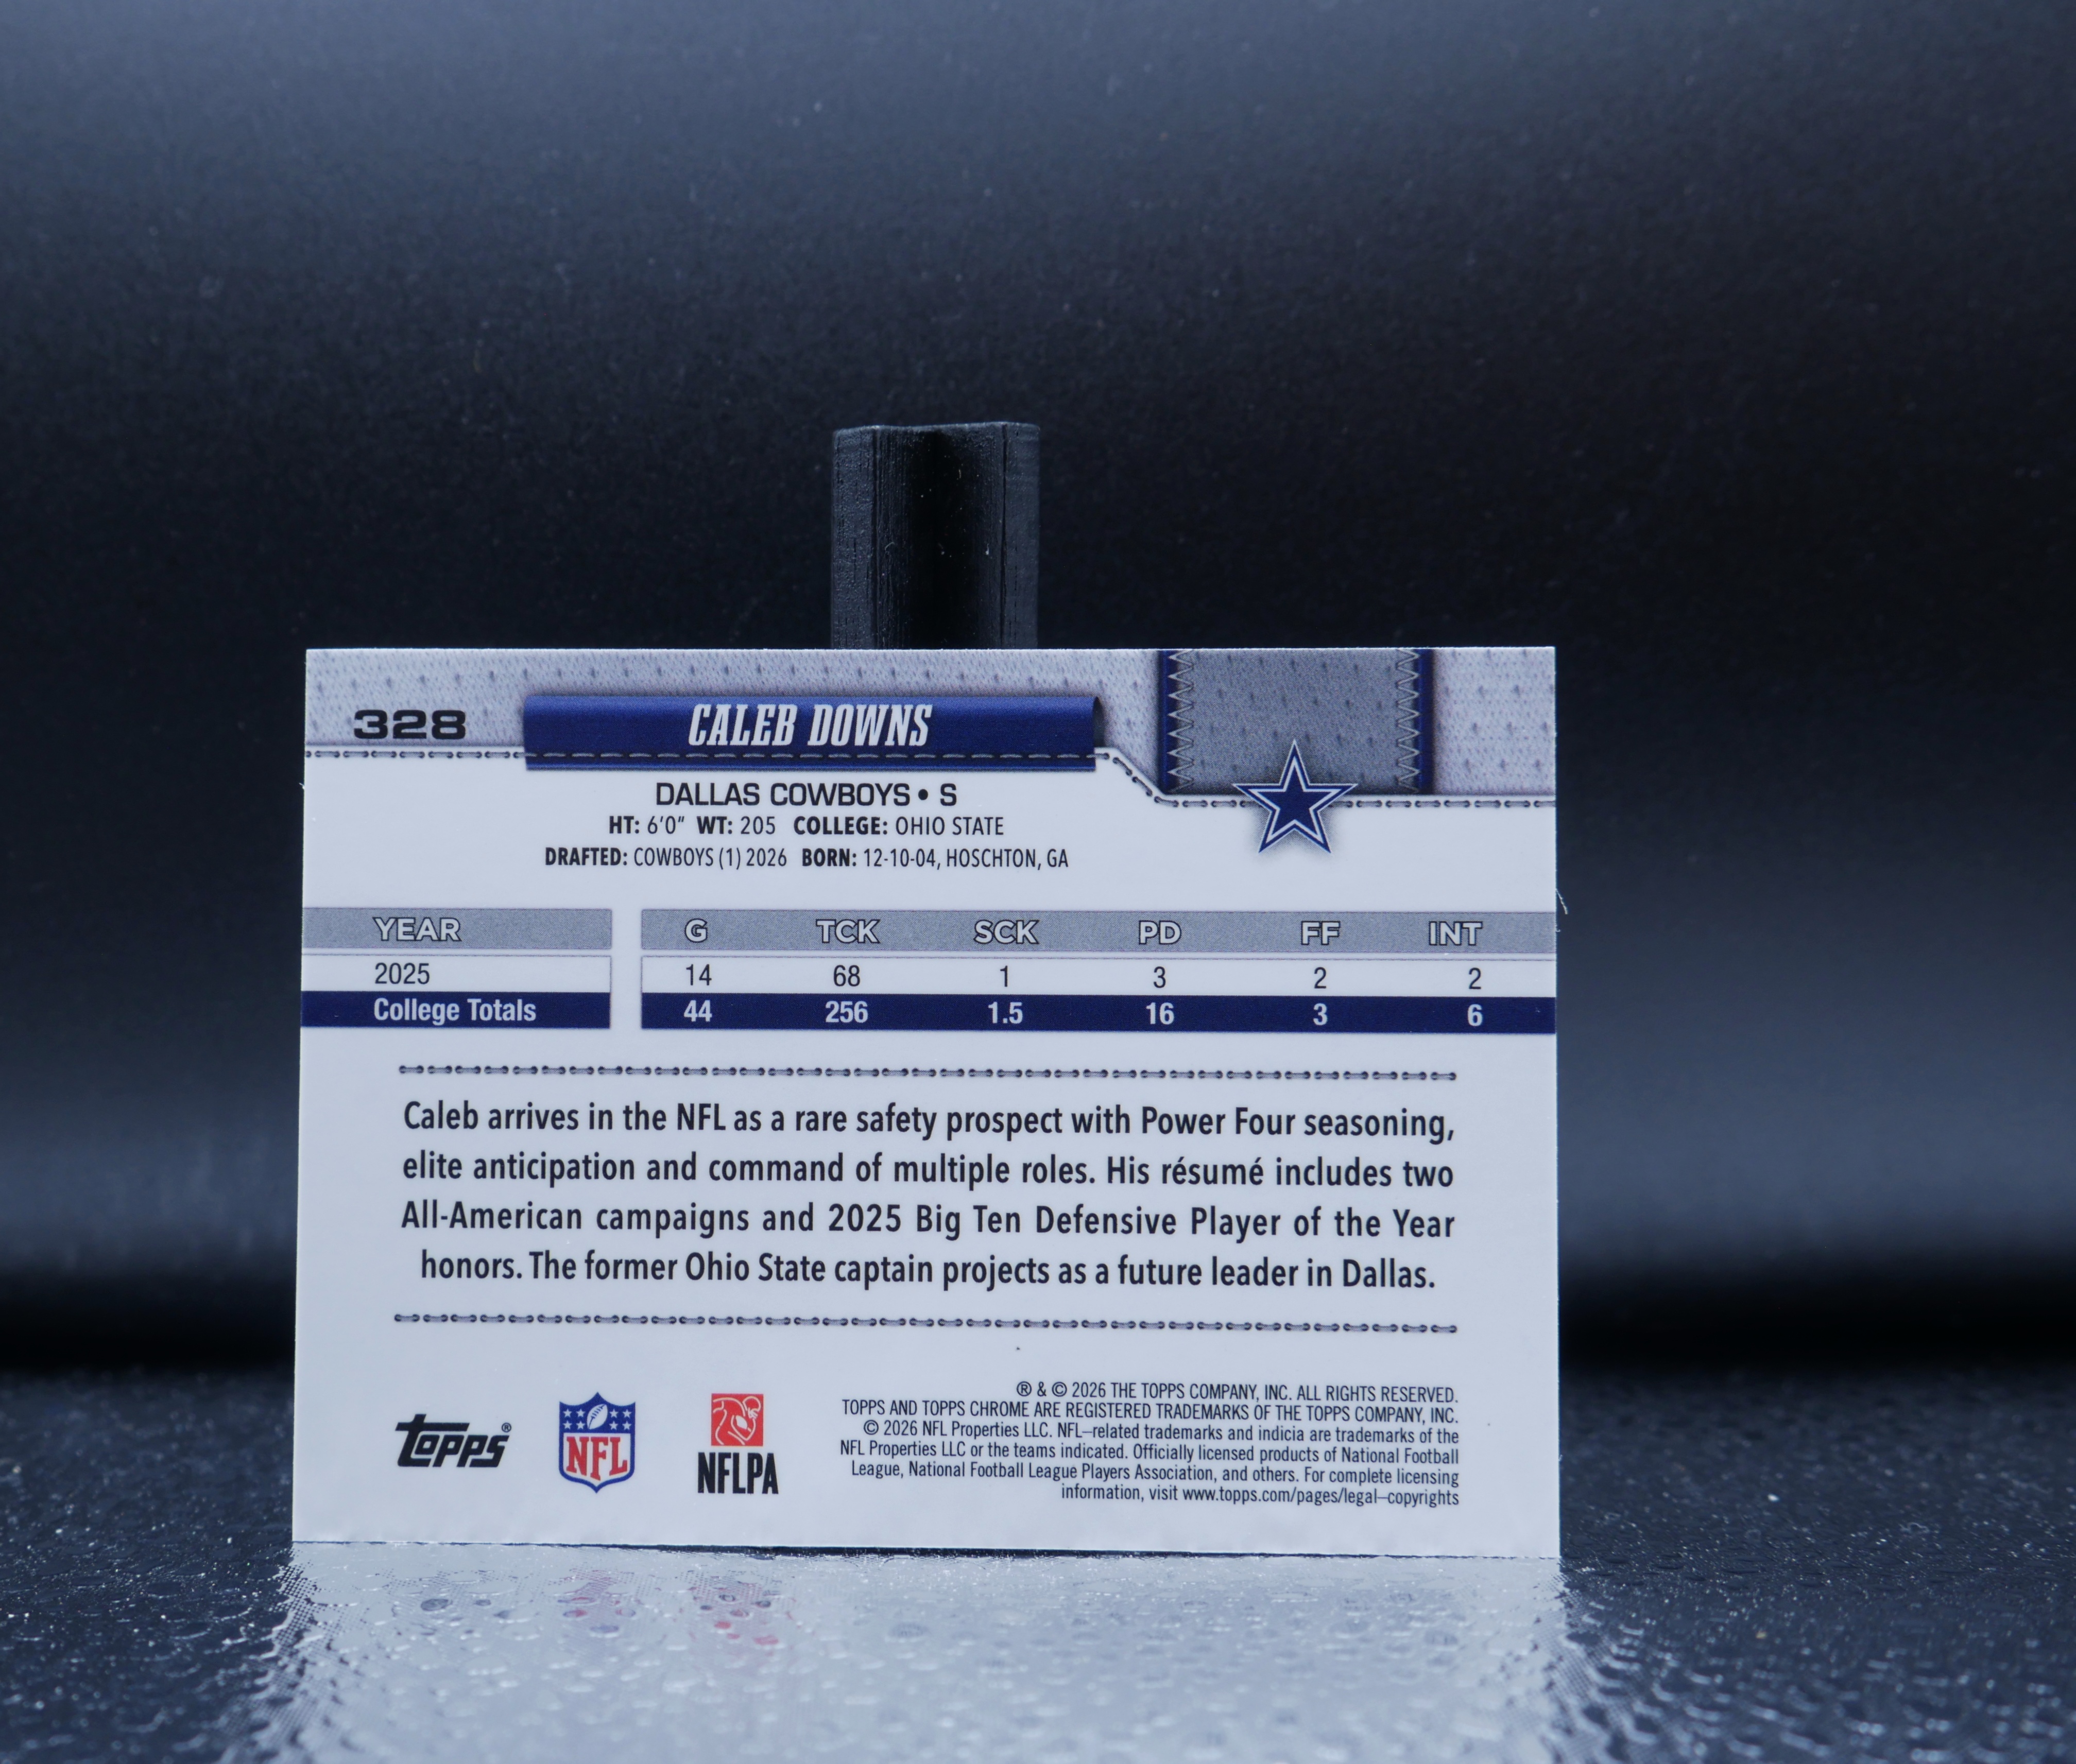 328
CALEB DOWNS
DALLAS COWBOYS • S
HT: 6'0" WT: 205 COLLEGE: OHIO STATE
DRAFTED: COWBOYS (1) 2026 BORN: 12-10-04, HOSCHTON, GA
YEAR G TCK SCK PD FF INT
2025 14 68 1 3 2 2
College Totals 44 256 1.5 16 3 6
Caleb arrives in the NFL as a rare safety prospect with Power Four seasoning,
elite anticipation and command of multiple roles. His résumé includes two
All-American campaigns and 2025 Big Ten Defensive Player of the Year
honors. The former Ohio State captain projects as a future leader in Dallas.
topps®
NFL
NFLPA
® & © 2026 THE TOPPS COMPANY, INC. ALL RIGHTS RESERVED.
TOPPS AND TOPPS CHROME ARE REGISTERED TRADEMARKS OF THE TOPPS COMPANY, INC.
© 2026 NFL Properties LLC. NFL–related trademarks and indicia are trademarks of the
NFL Properties LLC or the teams indicated. Officially licensed products of National Football
League, National Football League Players Association, and others. For complete licensing
information, visit www.topps.com/pages/legal–copyrights